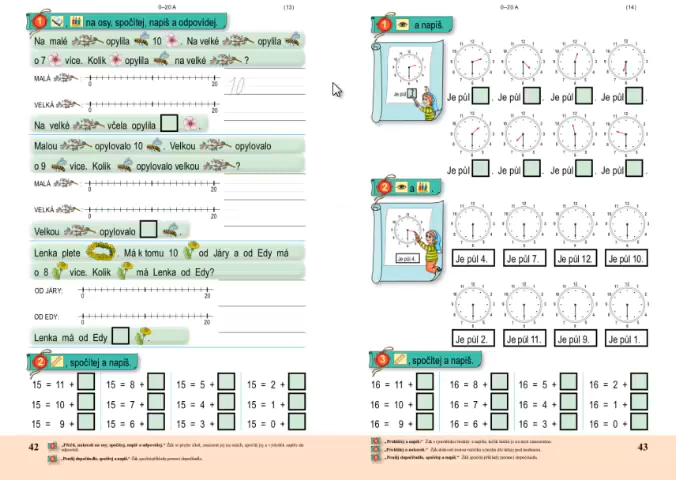 0–20 A
(13)
1 na osy, spočítej, napiš a odpovídej.
Na malé opylila 10 . Na velké opylila
o 7 více. Kolik opylila na velké ?
MALÁ
0 20
10
VELKÁ
0 20
Na velké včela opylila .
Malou opylovalo 10 . Velkou opylovalo
o 9 více. Kolik opylovalo velkou ?
MALÁ
0 20
VELKÁ
0 20
Velkou opylovalo .
Lenka plete . Má k tomu 10 od Járy a od Edy má
o 8 více. Kolik má Lenka od Edy?
OD JÁRY:
0 20
OD EDY:
0 20
Lenka má od Edy .
2 , spočítej a napiš.
15 = 11 + 15 = 8 + 15 = 5 + 15 = 2 +
15 = 10 + 15 = 7 + 15 = 4 + 15 = 1 +
15 = 9 + 15 = 6 + 15 = 3 + 15 = 0 +
42
0–20 A
(14)
1 a napiš.
Je půl
Je půl . Je půl . Je půl . Je půl .
Je půl . Je půl . Je půl . Je půl .
2 a .
Je půl 4.
Je půl 4. Je půl 7. Je půl 12. Je půl 10.
Je půl 2. Je půl 11. Je půl 9. Je půl 1.
3 , spočítej a napiš.
16 = 11 + 16 = 8 + 16 = 5 + 16 = 2 +
16 = 10 + 16 = 7 + 16 = 4 + 16 = 1 +
16 = 9 + 16 = 6 + 16 = 3 + 16 = 0 +
43